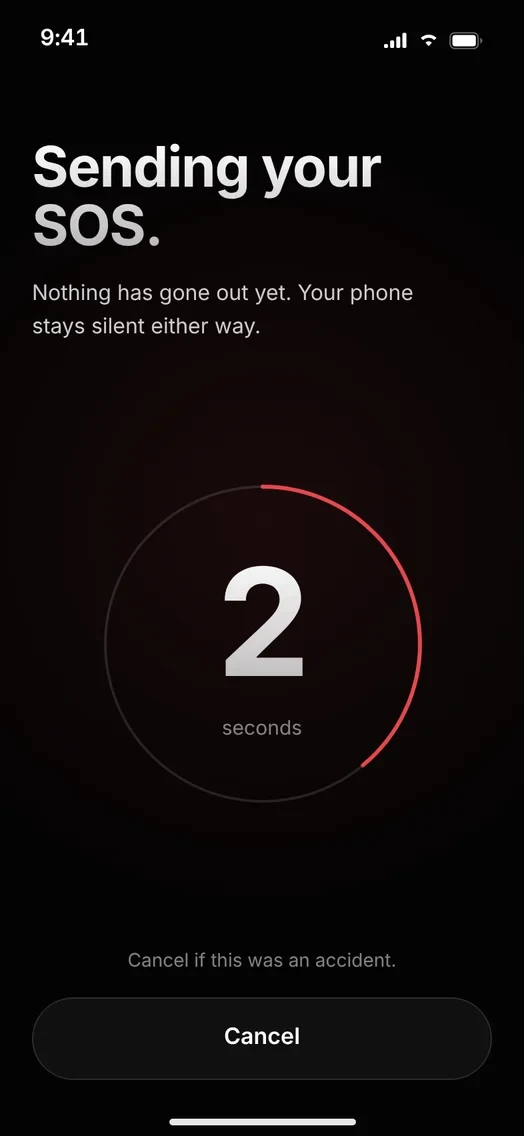 9:41
Sending your
SOS.
Nothing has gone out yet. Your phone
stays silent either way.
2
seconds
Cancel if this was an accident.
Cancel